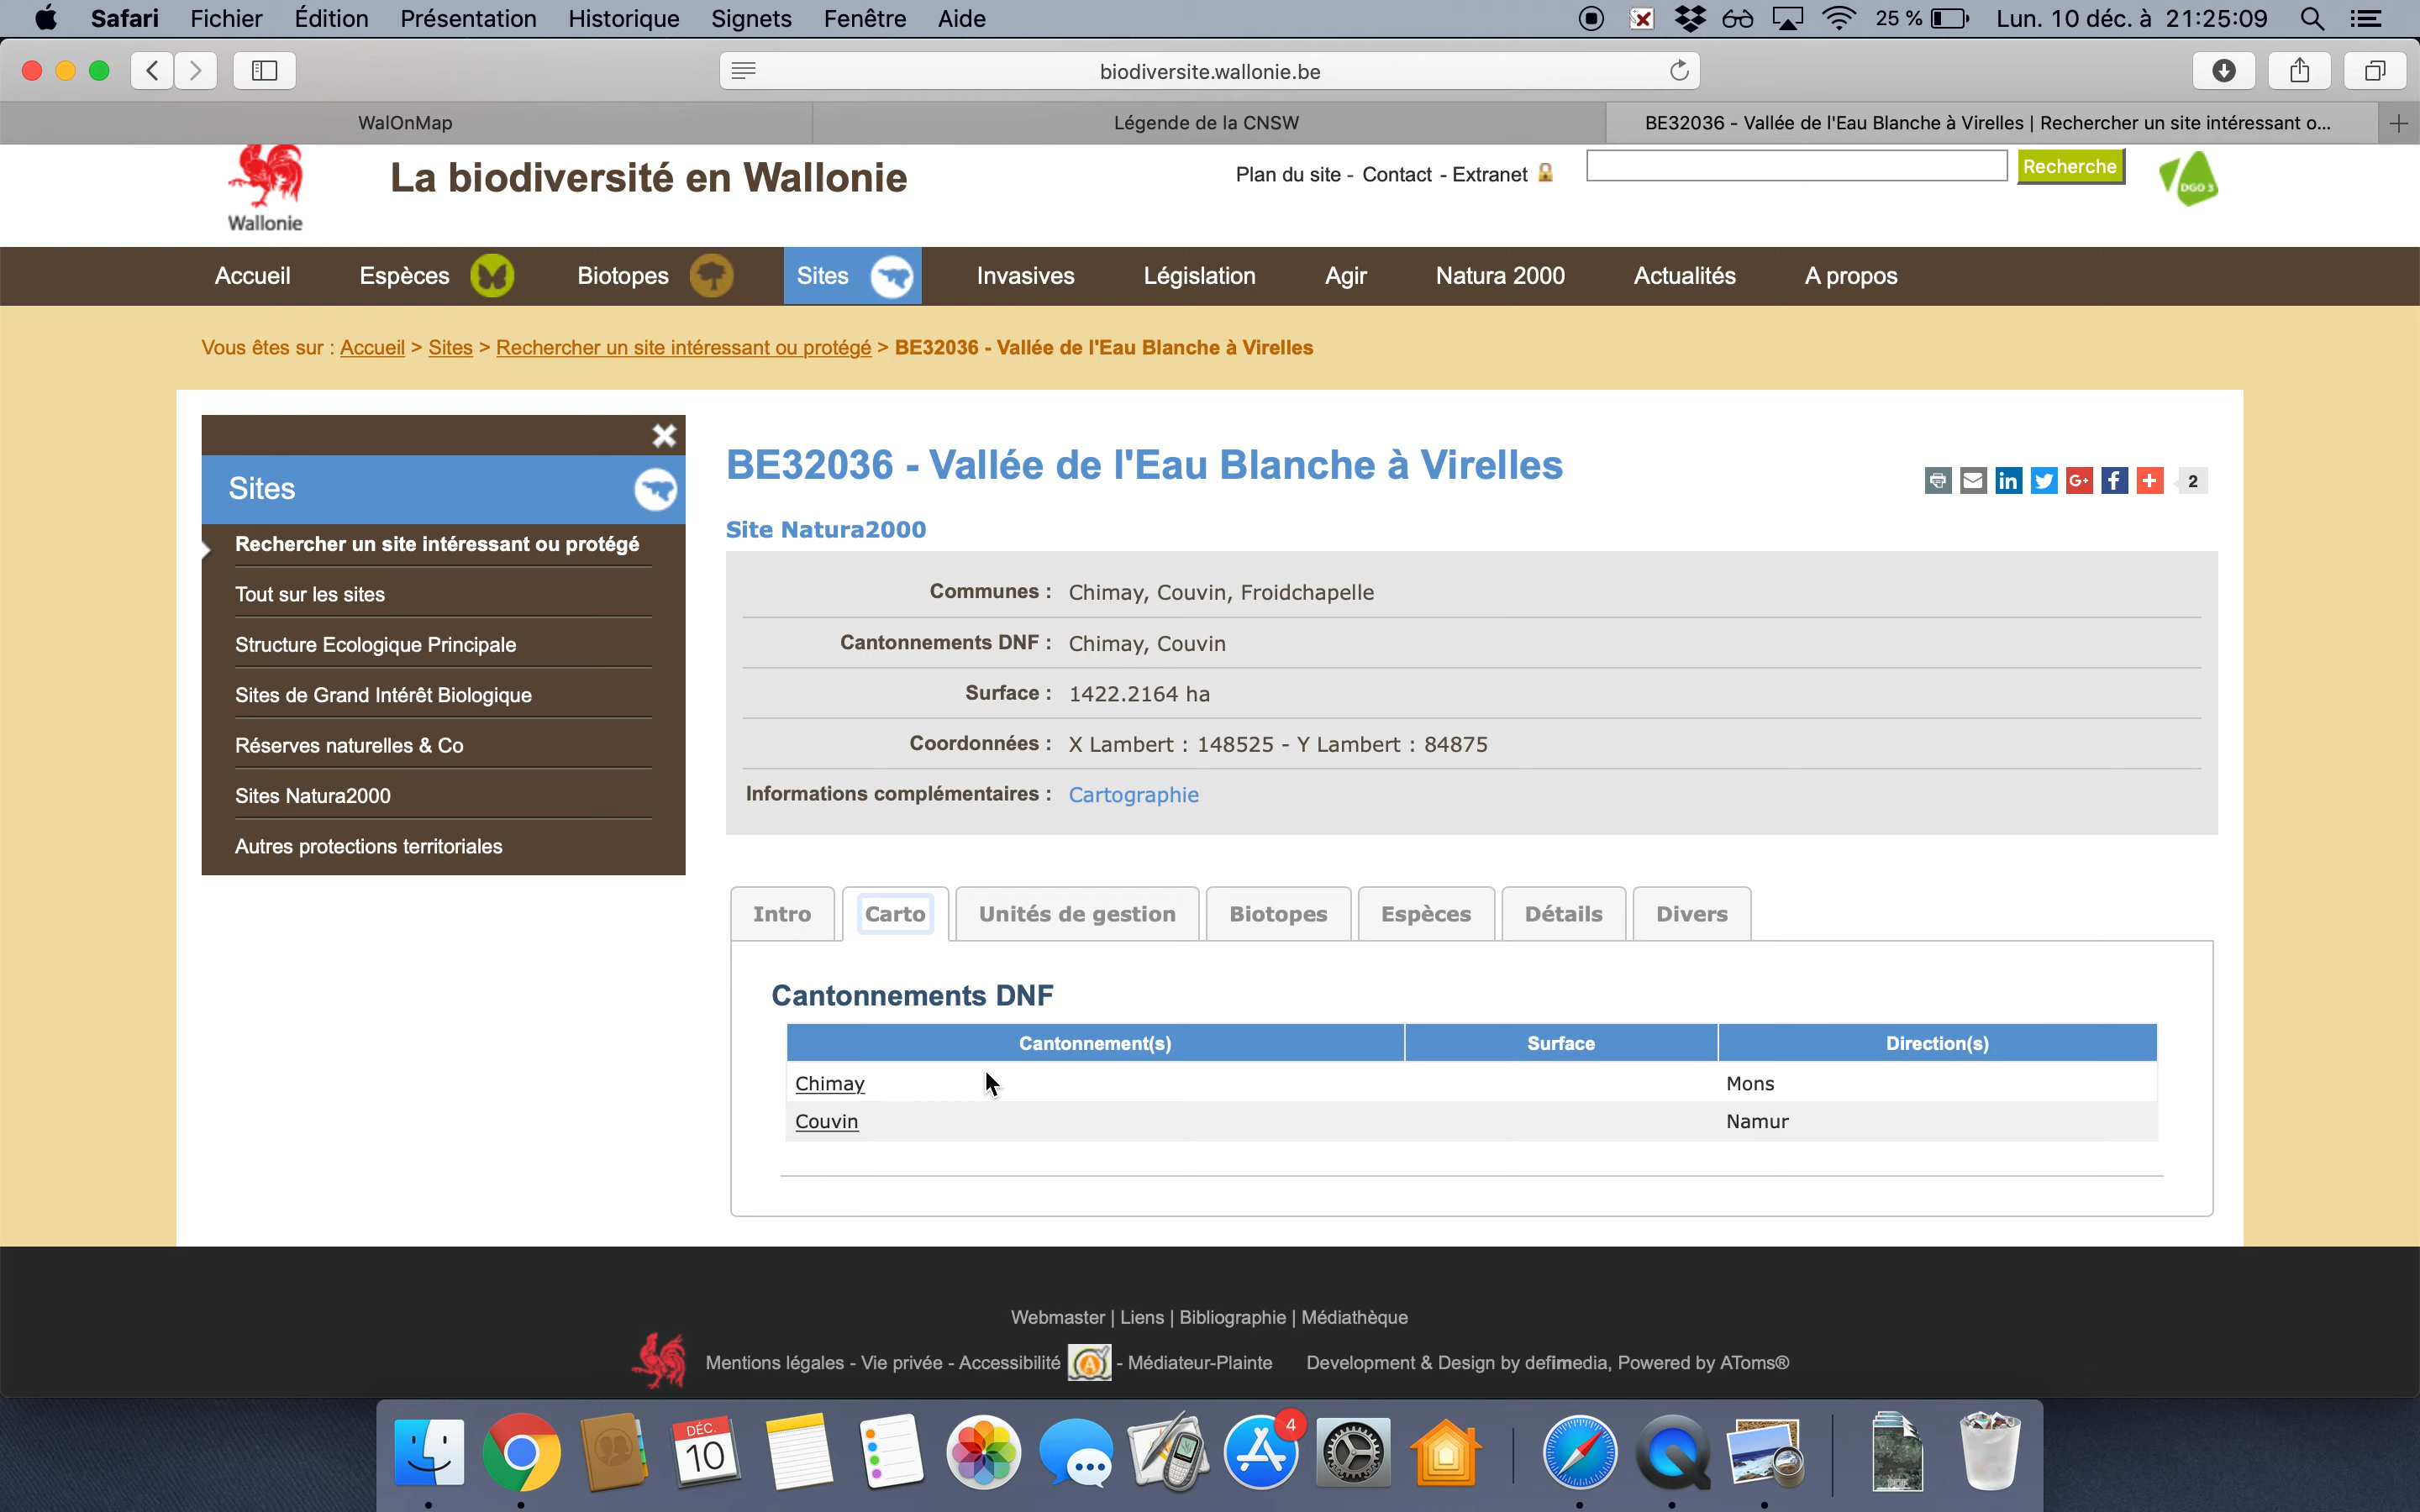 Safari Fichier Édition Présentation Historique Signets Fenêtre Aide 25 % Lun. 10 déc. à 21:25:09
biodiversite.wallonie.be
WalOnMap Légende de la CNSW BE32036 - Vallée de l'Eau Blanche à Virelles | Rechercher un site intéressant o...
Wallonie
La biodiversité en Wallonie
Plan du site - Contact - Extranet Recherche DGO 3
Accueil Espèces Biotopes Sites Invasives Législation Agir Natura 2000 Actualités A propos
Vous êtes sur : Accueil > Sites > Rechercher un site intéressant ou protégé > BE32036 - Vallée de l'Eau Blanche à Virelles
Sites
Rechercher un site intéressant ou protégé
Tout sur les sites
Structure Ecologique Principale
Sites de Grand Intérêt Biologique
Réserves naturelles & Co
Sites Natura2000
Autres protections territoriales
BE32036 - Vallée de l'Eau Blanche à Virelles
in G+ f + 2
Site Natura2000
Communes : Chimay, Couvin, Froidchapelle
Cantonnements DNF : Chimay, Couvin
Surface : 1422.2164 ha
Coordonnées : X Lambert : 148525 - Y Lambert : 84875
Informations complémentaires : Cartographie
Intro Carto Unités de gestion Biotopes Espèces Détails Divers
Cantonnements DNF
Cantonnement(s) Surface Direction(s)
Chimay Mons
Couvin Namur
Webmaster | Liens | Bibliographie | Médiathèque
Mentions légales - Vie privée - Accessibilité A - Médiateur-Plainte Development & Design by defimedia, Powered by AToms®
DÉC.
10
4